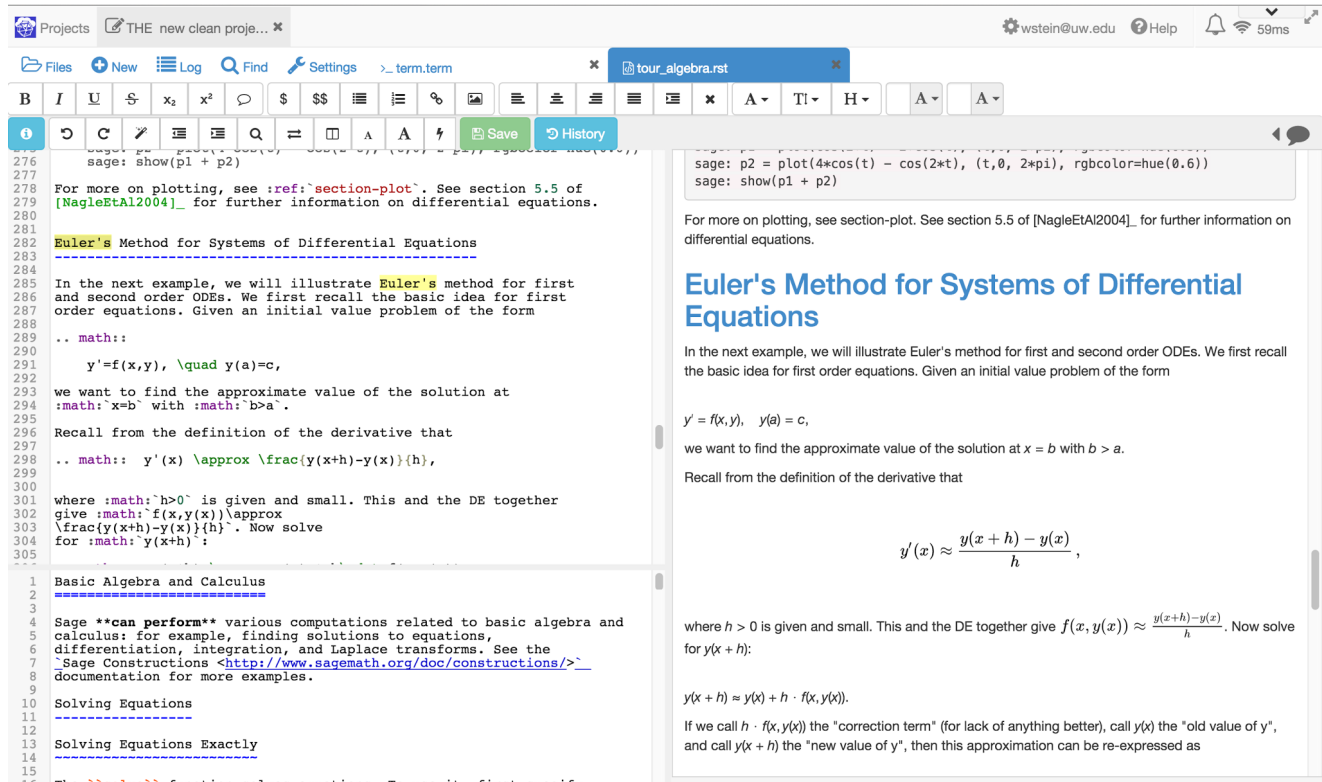 Projects THE new clean proje... wstein@uw.edu Help 59ms
Files New Log Find Settings >_ term.term tour_algebra.rst
B I U S x₂ x² $ $$ A T! H A A
A A Save History
276 sage: show(p1 + p2)
277
278 For more on plotting, see :ref:`section-plot`. See section 5.5 of
279 [NagleEtAl2004]_ for further information on differential equations.
280
281
282 Euler's Method for Systems of Differential Equations
283 ----------------------------------------------------
284
285 In the next example, we will illustrate Euler's method for first
286 and second order ODEs. We first recall the basic idea for first
287 order equations. Given an initial value problem of the form
288
289 .. math::
290
291     y'=f(x,y), \quad y(a)=c,
292
293 we want to find the approximate value of the solution at
294 :math:`x=b` with :math:`b>a`.
295
296 Recall from the definition of the derivative that
297
298 .. math::  y'(x) \approx \frac{y(x+h)-y(x)}{h},
299
300
301 where :math:`h>0` is given and small. This and the DE together
302 give :math:`f(x,y(x))\approx
303 \frac{y(x+h)-y(x)}{h}`. Now solve
304 for :math:`y(x+h)`:
305
1 Basic Algebra and Calculus
2 ==========================
3
4 Sage **can perform** various computations related to basic algebra and
5 calculus: for example, finding solutions to equations,
6 differentiation, integration, and Laplace transforms. See the
7 `Sage Constructions <http://www.sagemath.org/doc/constructions/>`_
8 documentation for more examples.
9
10 Solving Equations
11 -----------------
12
13 Solving Equations Exactly
14 ~~~~~~~~~~~~~~~~~~~~~~~~~
15
sage: p2 = plot(4*cos(t) - cos(2*t), (t,0, 2*pi), rgbcolor=hue(0.6))
sage: show(p1 + p2)
For more on plotting, see section-plot. See section 5.5 of [NagleEtAl2004]_ for further information on
differential equations.
Euler's Method for Systems of Differential
Equations
In the next example, we will illustrate Euler's method for first and second order ODEs. We first recall
the basic idea for first order equations. Given an initial value problem of the form
y′ = f(x, y),    y(a) = c,
we want to find the approximate value of the solution at x = b with b > a.
Recall from the definition of the derivative that
y′(x) ≈ \frac{y(x + h) − y(x)}{h},
where h > 0 is given and small. This and the DE together give f(x, y(x)) ≈ \frac{y(x+h)−y(x)}{h}. Now solve
for y(x + h):
y(x + h) ≈ y(x) + h · f(x, y(x)).
If we call h · f(x, y(x)) the "correction term" (for lack of anything better), call y(x) the "old value of y",
and call y(x + h) the "new value of y", then this approximation can be re-expressed as